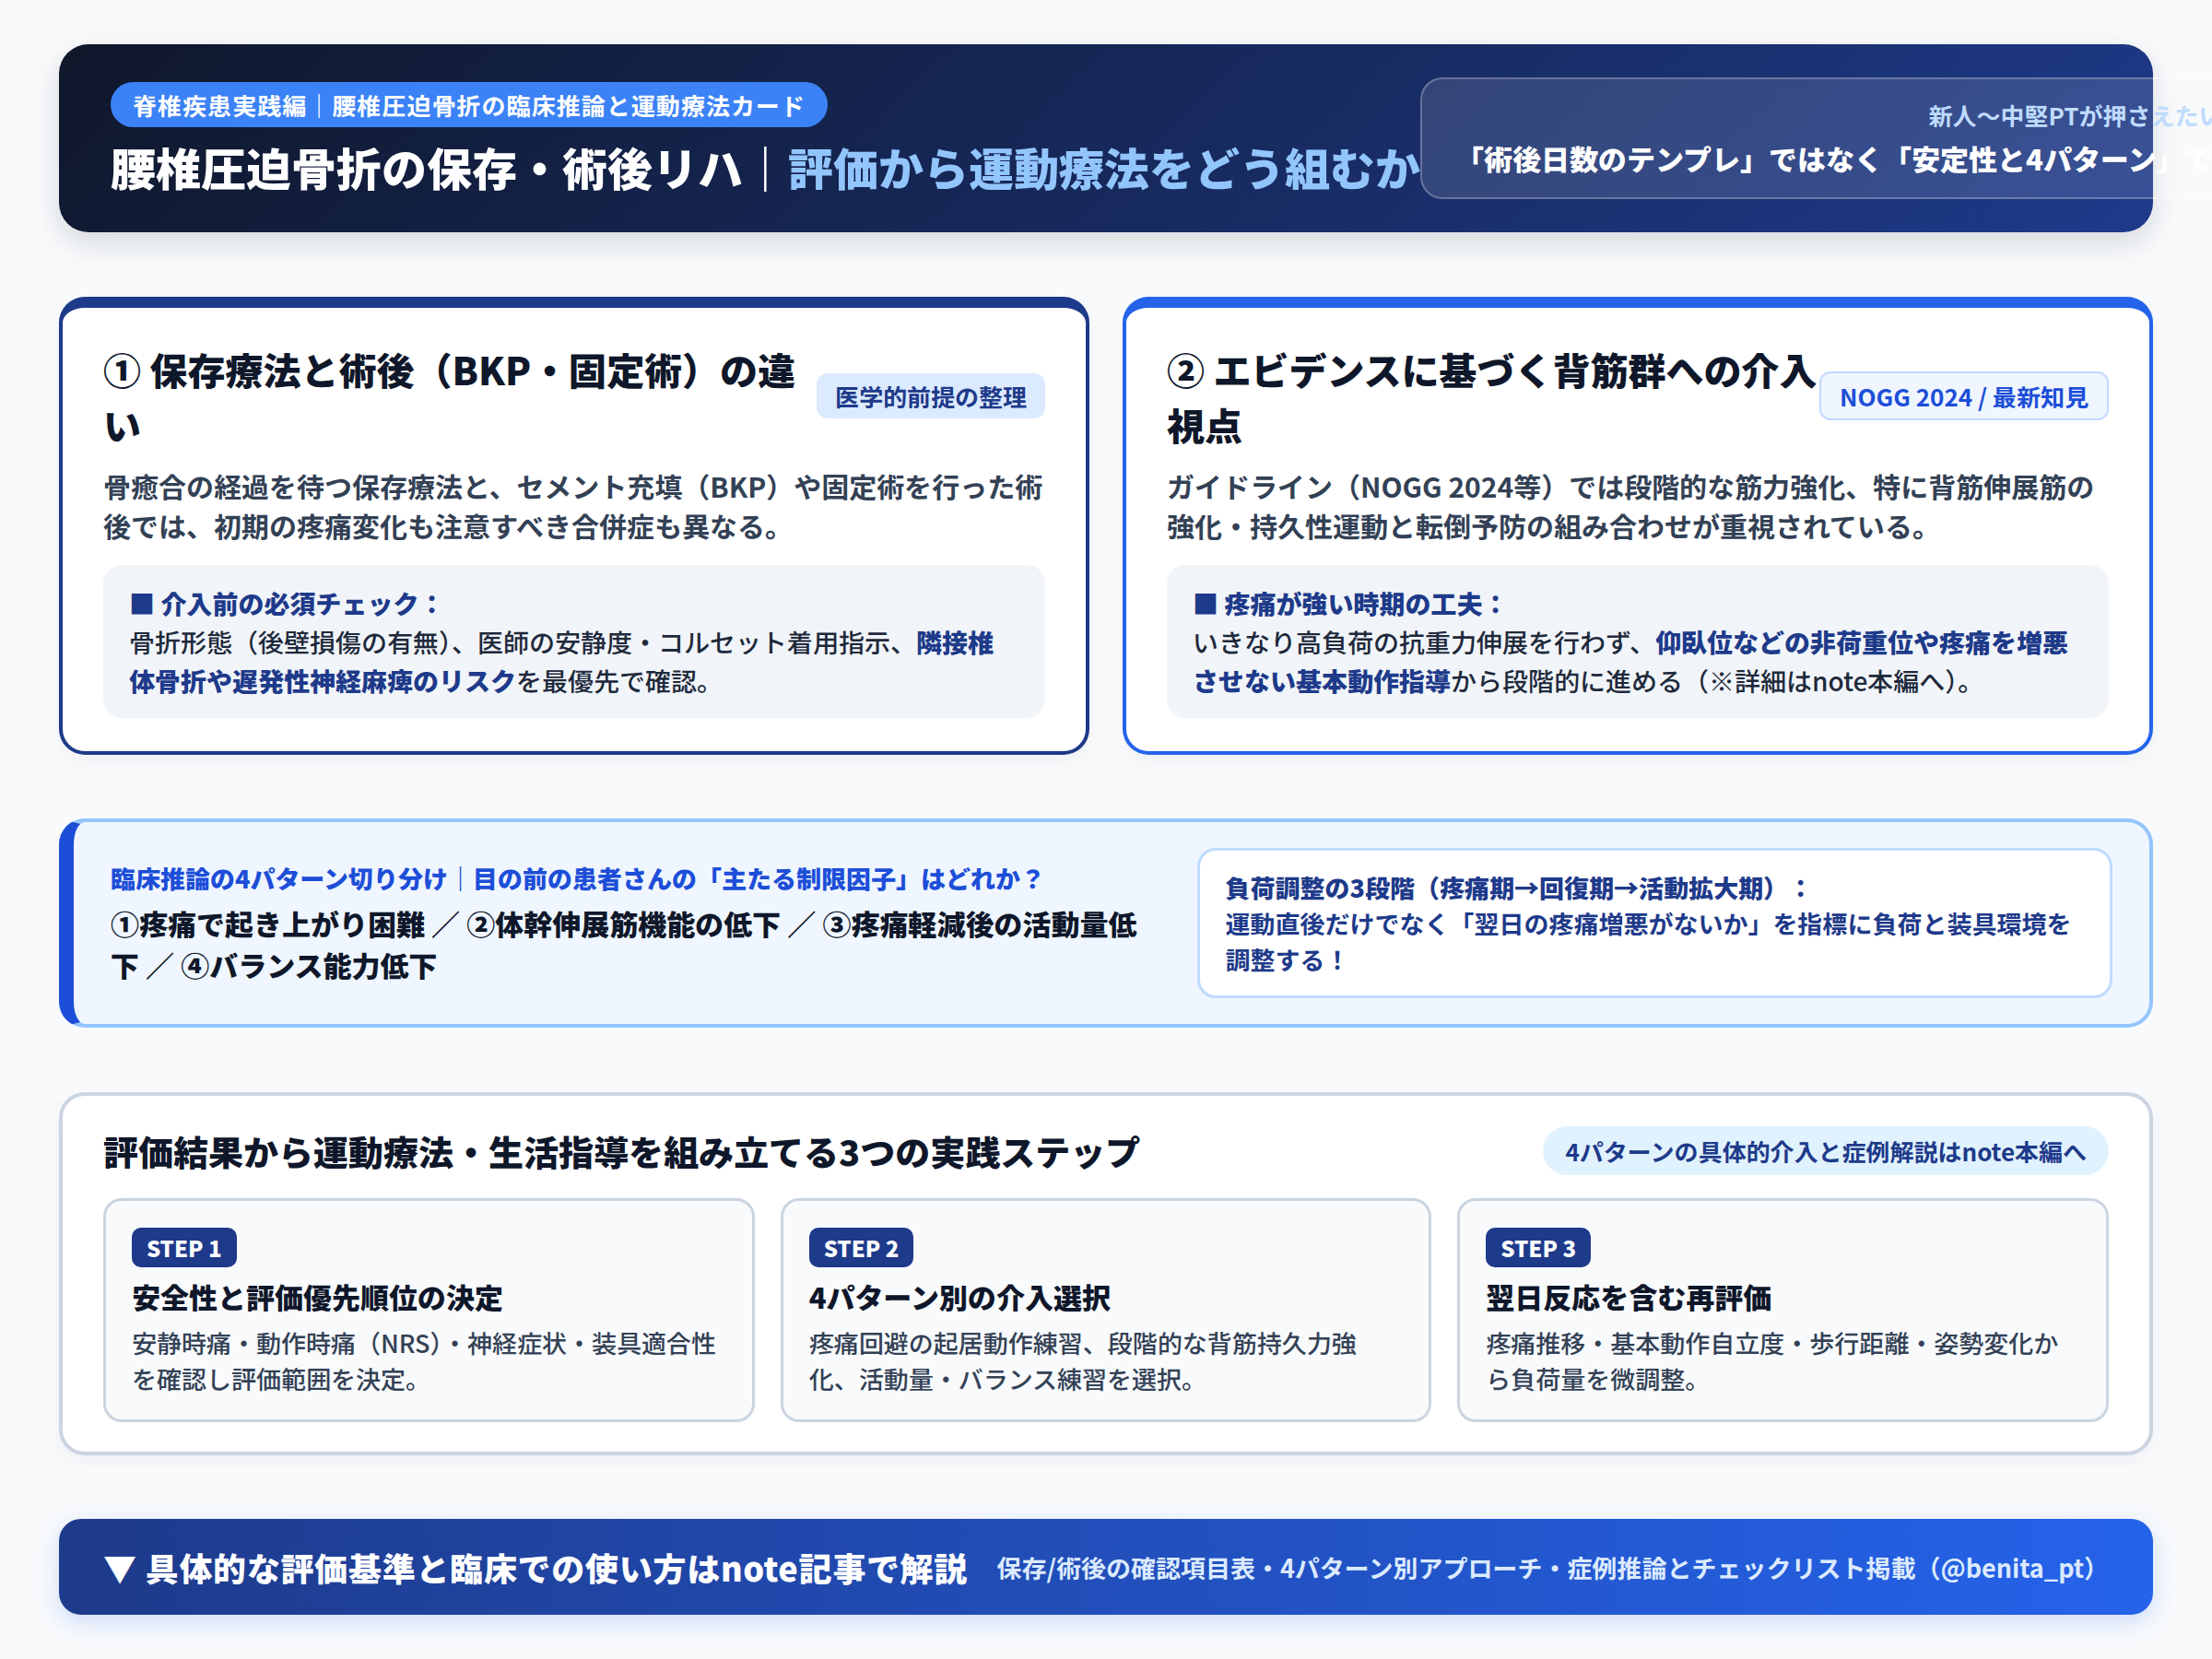 脊椎疾患実践編｜腰椎圧迫骨折の臨床推論と運動療法カード
腰椎圧迫骨折の保存・術後リハ｜評価から運動療法をどう組むか
新人〜中堅PTが押さえたい
「術後日数のテンプレ」ではなく「安定性と4パターン」で
① 保存療法と術後（BKP・固定術）の違
い
医学的前提の整理
骨癒合の経過を待つ保存療法と、セメント充填（BKP）や固定術を行った術
後では、初期の疼痛変化も注意すべき合併症も異なる。
■ 介入前の必須チェック：
骨折形態（後壁損傷の有無）、医師の安静度・コルセット着用指示、隣接椎
体骨折や遅発性神経麻痺のリスクを最優先で確認。
② エビデンスに基づく背筋群への介入
視点
NOGG 2024 / 最新知見
ガイドライン（NOGG 2024等）では段階的な筋力強化、特に背筋伸展筋の
強化・持久性運動と転倒予防の組み合わせが重視されている。
■ 疼痛が強い時期の工夫：
いきなり高負荷の抗重力伸展を行わず、仰臥位などの非荷重位や疼痛を増悪
させない基本動作指導から段階的に進める（※詳細はnote本編へ）。
臨床推論の4パターン切り分け｜目の前の患者さんの「主たる制限因子」はどれか？
①疼痛で起き上がり困難 ／ ②体幹伸展筋機能の低下 ／ ③疼痛軽減後の活動量低
下 ／ ④バランス能力低下
負荷調整の3段階（疼痛期→回復期→活動拡大期）：
運動直後だけでなく「翌日の疼痛増悪がないか」を指標に負荷と装具環境を
調整する！
評価結果から運動療法・生活指導を組み立てる3つの実践ステップ
4パターンの具体的介入と症例解説はnote本編へ
STEP 1
安全性と評価優先順位の決定
安静時痛・動作時痛（NRS）・神経症状・装具適合性
を確認し評価範囲を決定。
STEP 2
4パターン別の介入選択
疼痛回避の起居動作練習、段階的な背筋持久力強
化、活動量・バランス練習を選択。
STEP 3
翌日反応を含む再評価
疼痛推移・基本動作自立度・歩行距離・姿勢変化か
ら負荷量を微調整。
▼ 具体的な評価基準と臨床での使い方はnote記事で解説
保存/術後の確認項目表・4パターン別アプローチ・症例推論とチェックリスト掲載（@benita_pt）